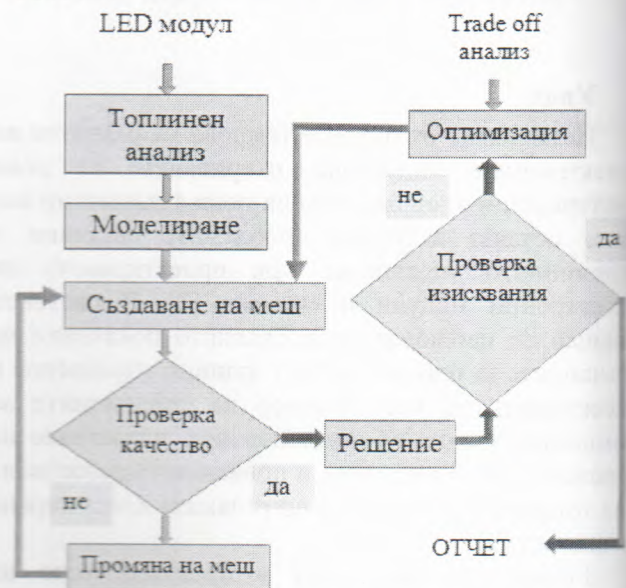 LED модул
Топлинен
анализ
Моделиране
Създаване на меш
Проверка
качество
не
да
Промяна на меш
Решение
Trade off
анализ
Оптимизация
не
да
Проверка
изисквания
ОТЧЕТ